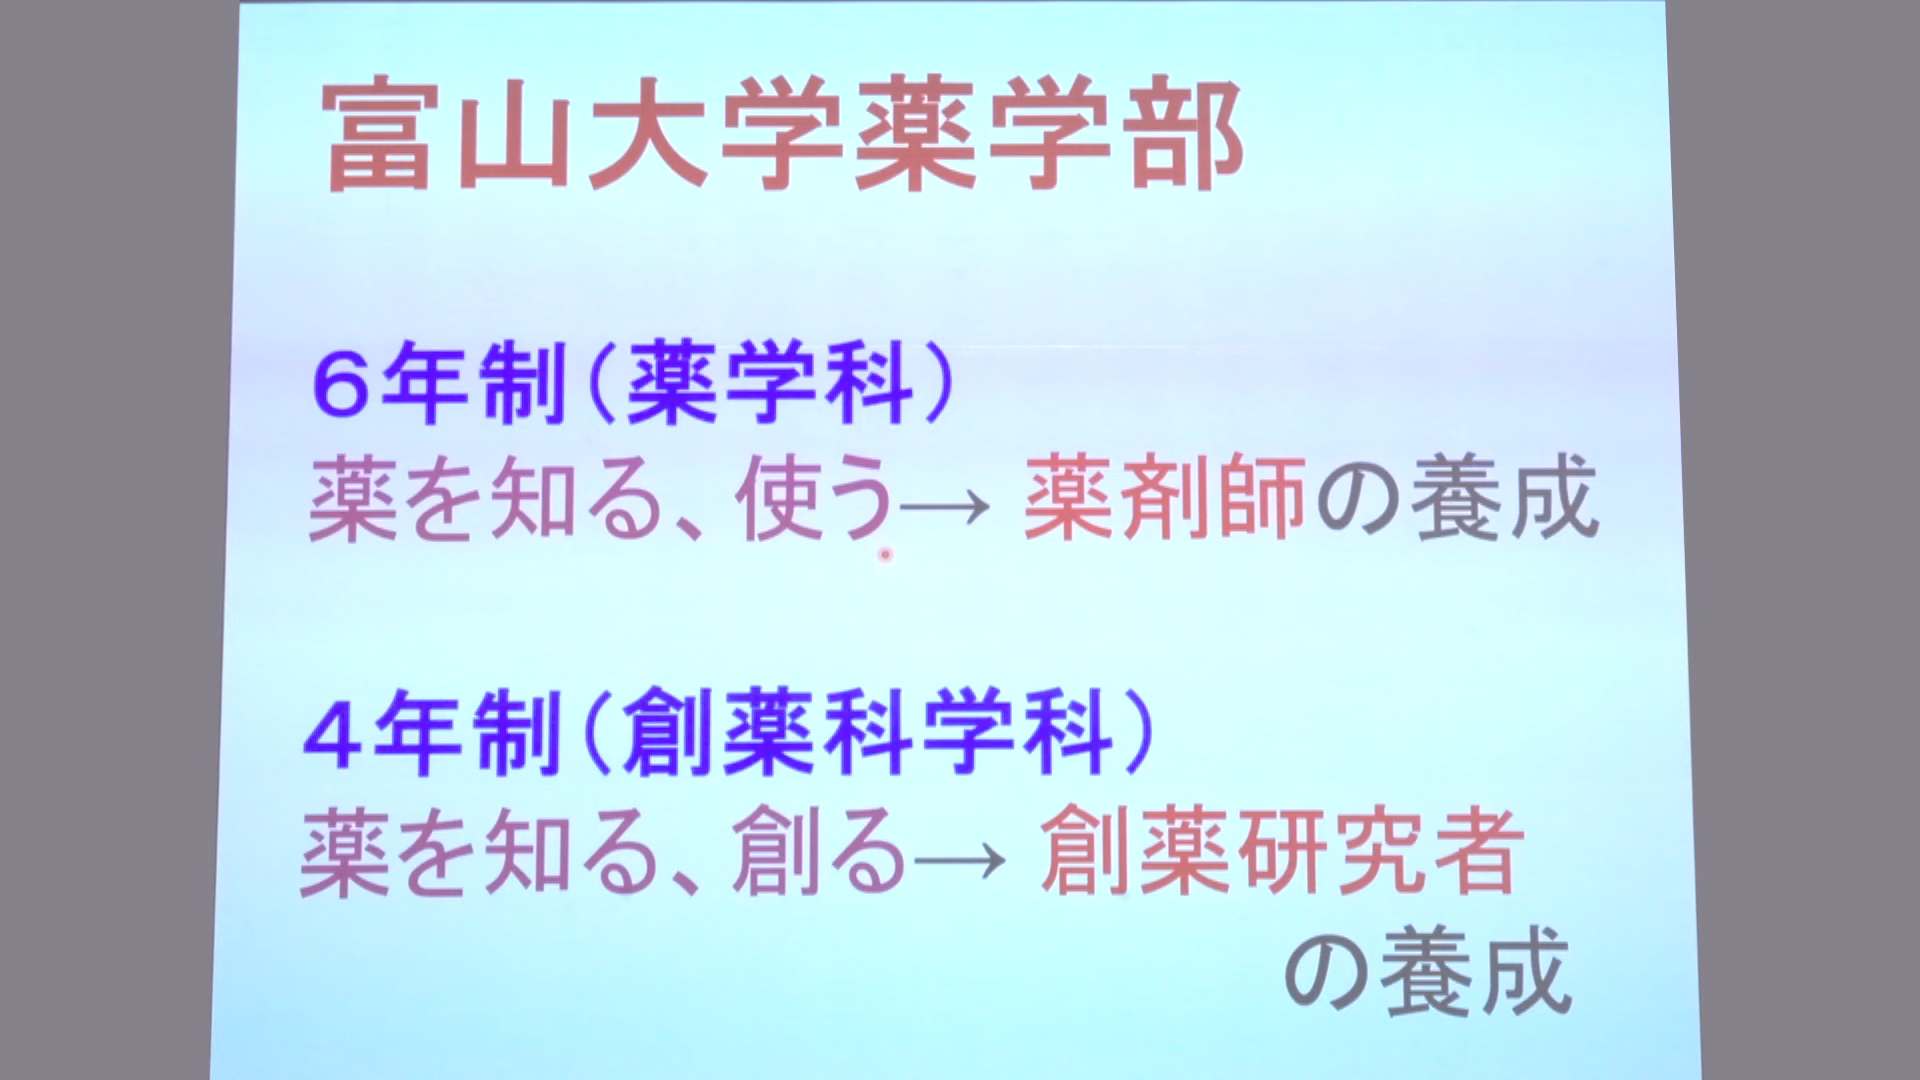 富山大学薬学部
６年制（薬学科）
薬を知る、使う→ 薬剤師の養成
４年制（創薬科学科）
薬を知る、創る→ 創薬研究者
の養成